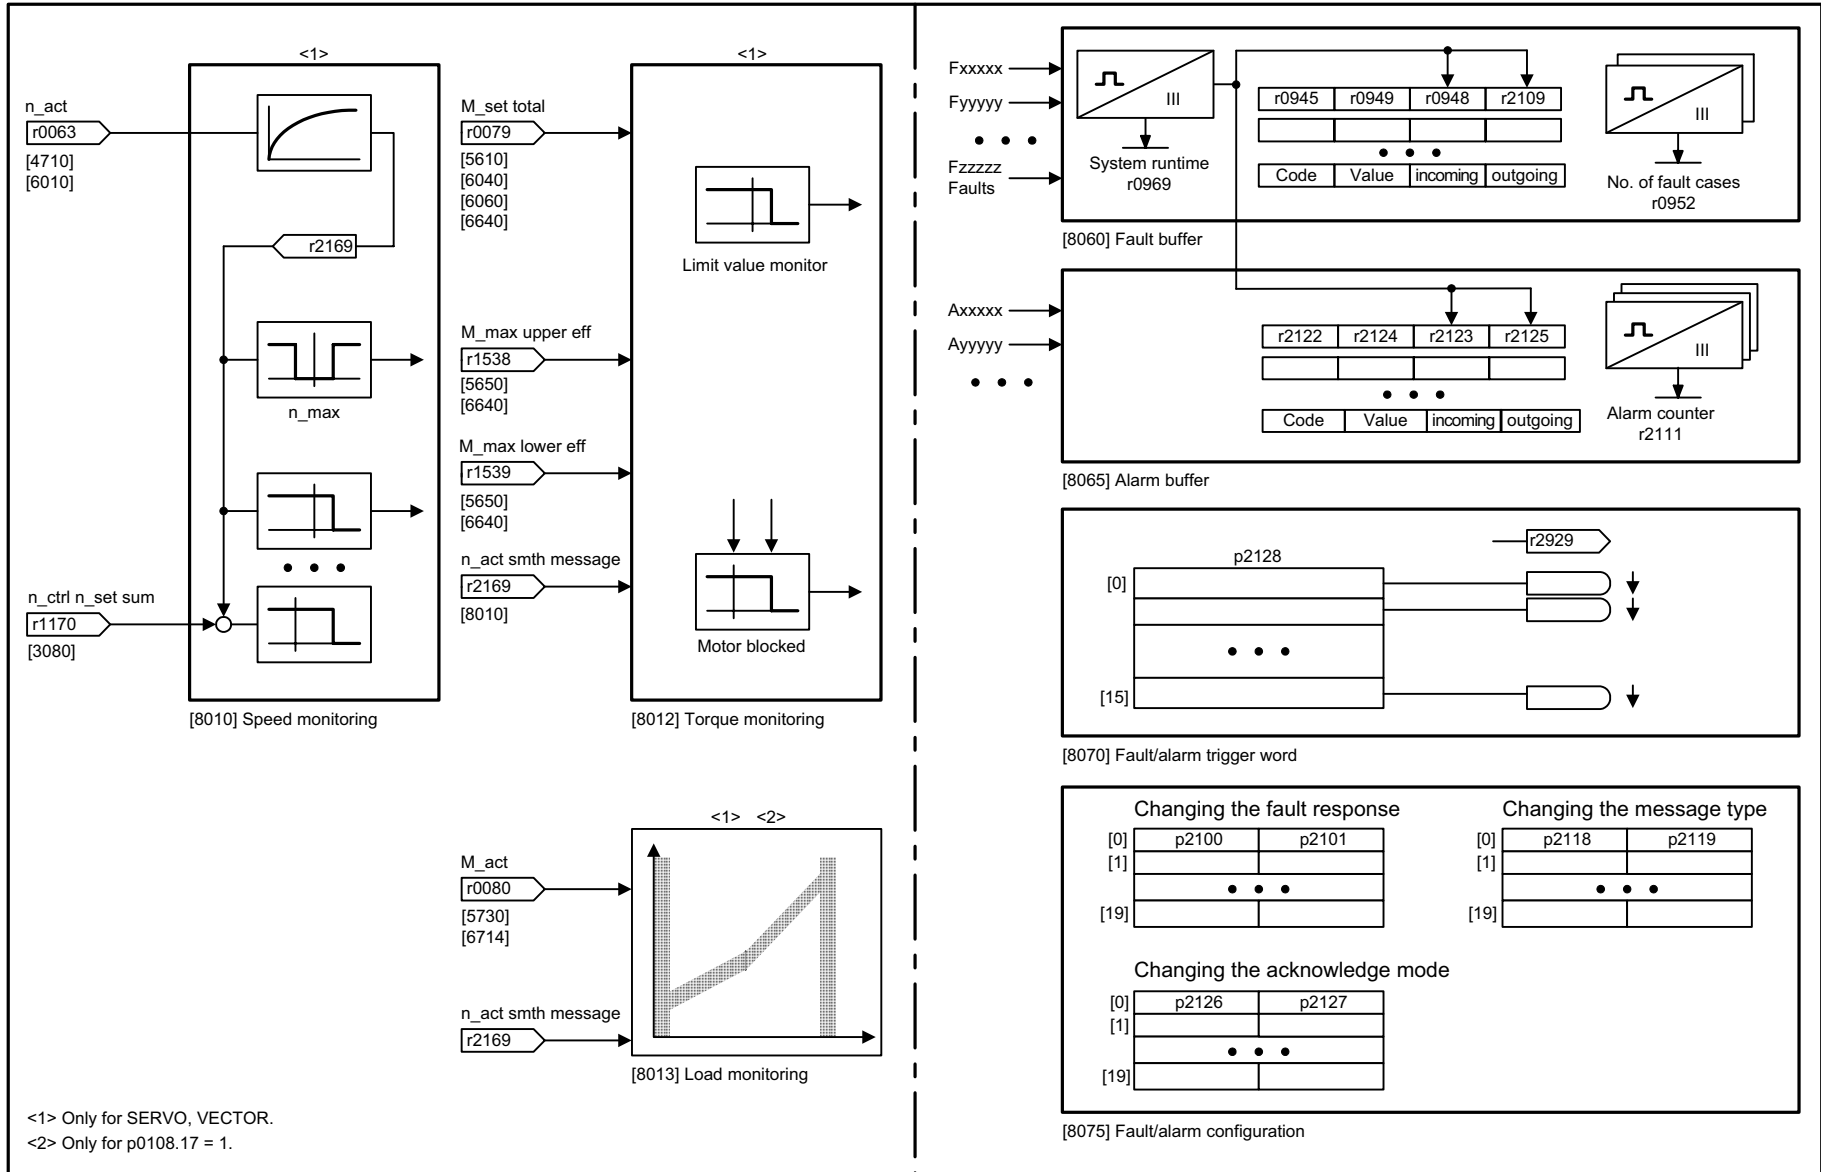 <1>
n_act
r0063
[4710]
[6010]
r2169
n_max
n_ctrl n_set sum
r1170
[3080]
[8010] Speed monitoring
<1>
M_set total
r0079
[5610]
[6040]
[6060]
[6640]
Limit value monitor
M_max upper eff
r1538
[5650]
[6640]
M_max lower eff
r1539
[5650]
[6640]
n_act smth message
r2169
[8010]
Motor blocked
[8012] Torque monitoring
<1> <2>
M_act
r0080
[5730]
[6714]
n_act smth message
r2169
[8013] Load monitoring
<1> Only for SERVO, VECTOR.
<2> Only for p0108.17 = 1.
Fxxxxx
Fyyyyy
Fzzzzz
Faults
III
System runtime
r0969
r0945 r0949 r0948 r2109
Code Value incoming outgoing
III
No. of fault cases
r0952
[8060] Fault buffer
Axxxxx
Ayyyyy
r2122 r2124 r2123 r2125
Code Value incoming outgoing
III
Alarm counter
r2111
[8065] Alarm buffer
r2929
p2128
[0]
[15]
[8070] Fault/alarm trigger word
Changing the fault response
[0] p2100 p2101
[1]
[19]
Changing the message type
[0] p2118 p2119
[1]
[19]
Changing the acknowledge mode
[0] p2126 p2127
[1]
[19]
[8075] Fault/alarm configuration